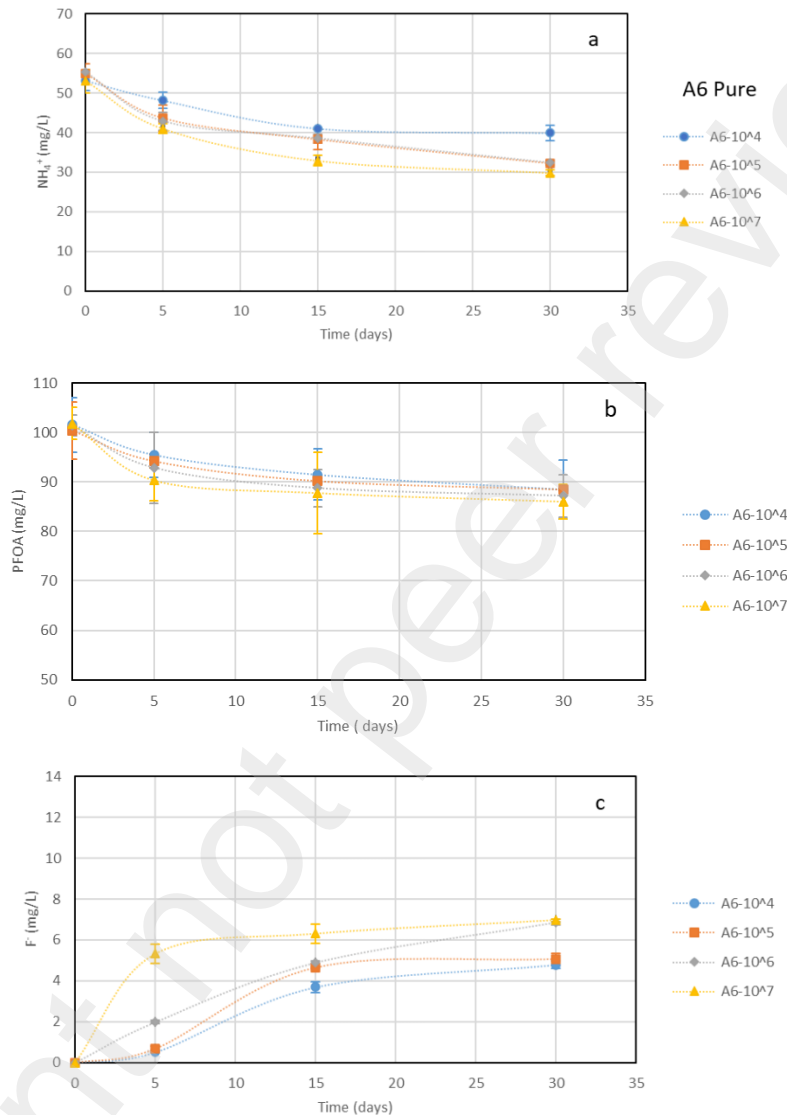 a
70
60
50
40
30
20
10
0
NH₄⁺ (mg/L)
0 5 10 15 20 25 30 35
Time (days)
A6 Pure
A6-10^4
A6-10^5
A6-10^6
A6-10^7
b
110
100
90
80
70
60
50
PFOA (mg/L)
0 5 10 15 20 25 30 35
Time ( days)
A6-10^4
A6-10^5
A6-10^6
A6-10^7
c
14
12
10
8
6
4
2
0
F⁻ (mg/L)
0 5 10 15 20 25 30 35
Time (days)
A6-10^4
A6-10^5
A6-10^6
A6-10^7
not peer